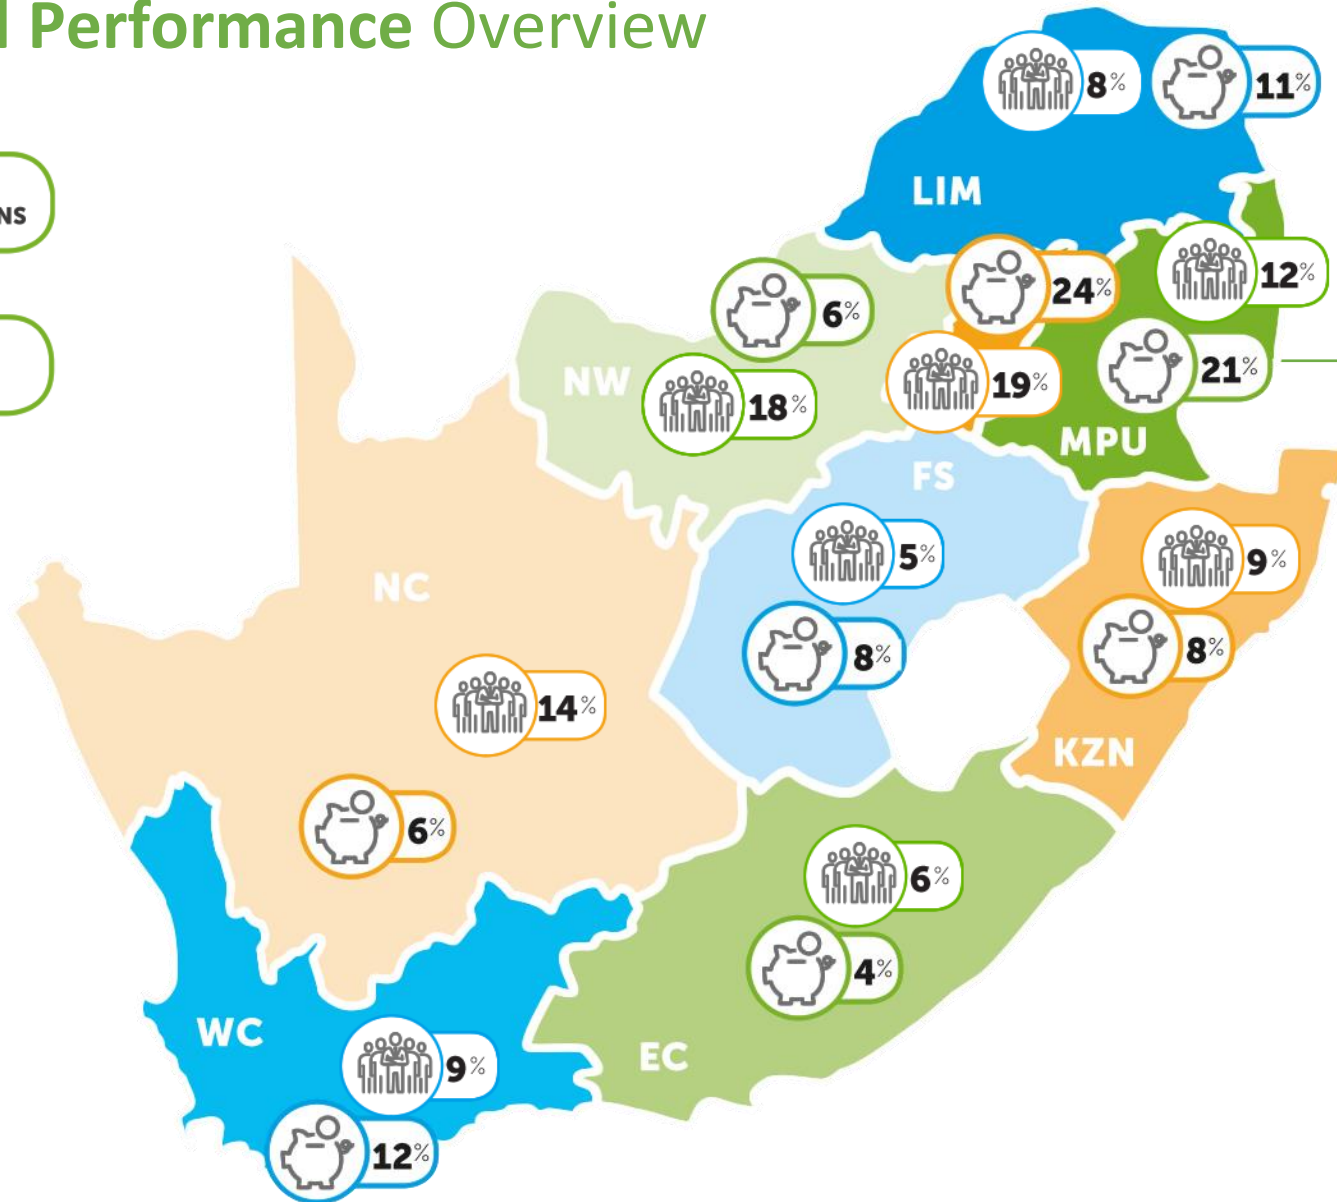 Performance Overview
NS
8% 11%
LIM
12%
24%
6%
21%
19%
NW
18%
MPU
FS
5%
9%
NC
8%
8%
14%
KZN
6%
6%
4%
WC
EC
9%
12%